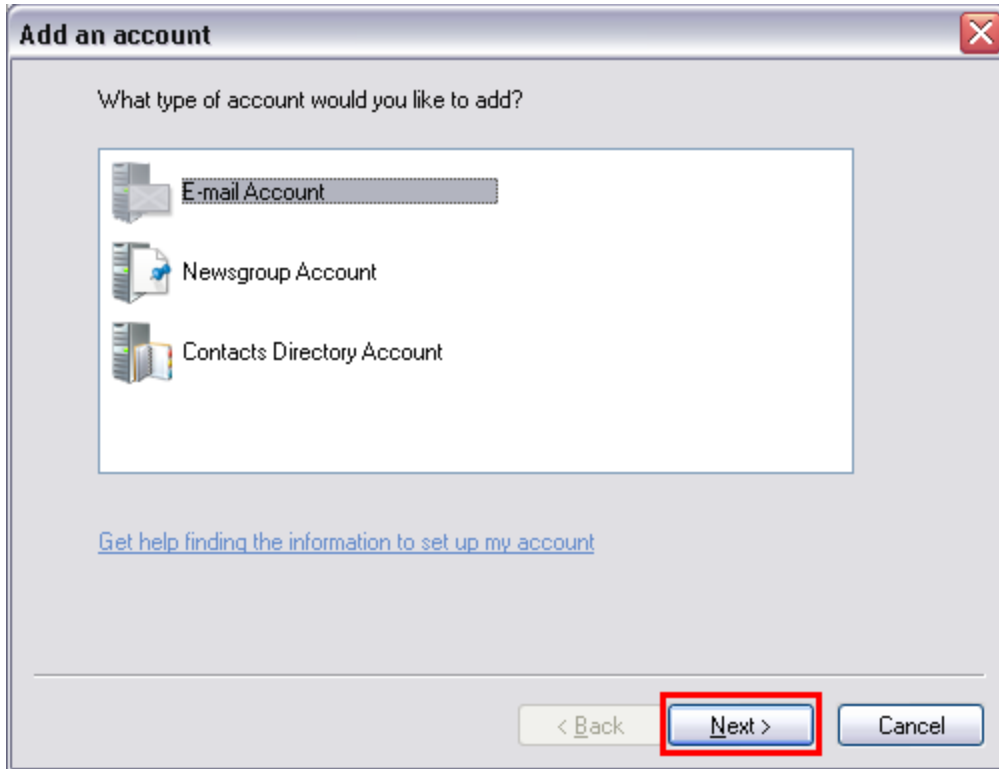 Add an account
What type of account would you like to add?
E-mail Account
Newsgroup Account
Contacts Directory Account
Get help finding the information to set up my account
< Back Next > Cancel